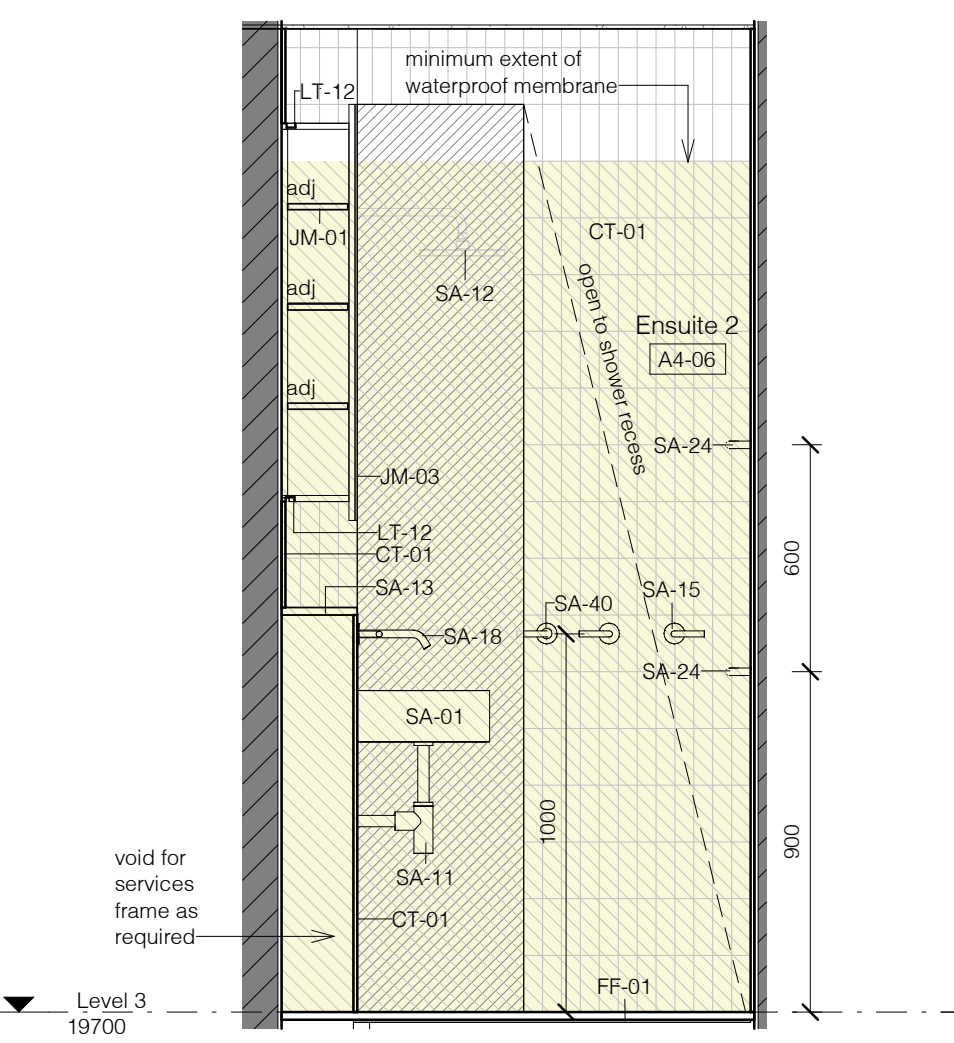 minimum extent of
waterproof membrane
LT-12
adj
JM-01
CT-01
adj
SA-12
open to shower recess
Ensuite 2
A4-06
adj
SA-24
JM-03
LT-12
CT-01
600
SA-13
SA-40
SA-15
SA-18
SA-24
SA-01
1000
900
void for
services
frame as
required
SA-11
CT-01
FF-01
Level 3
19700